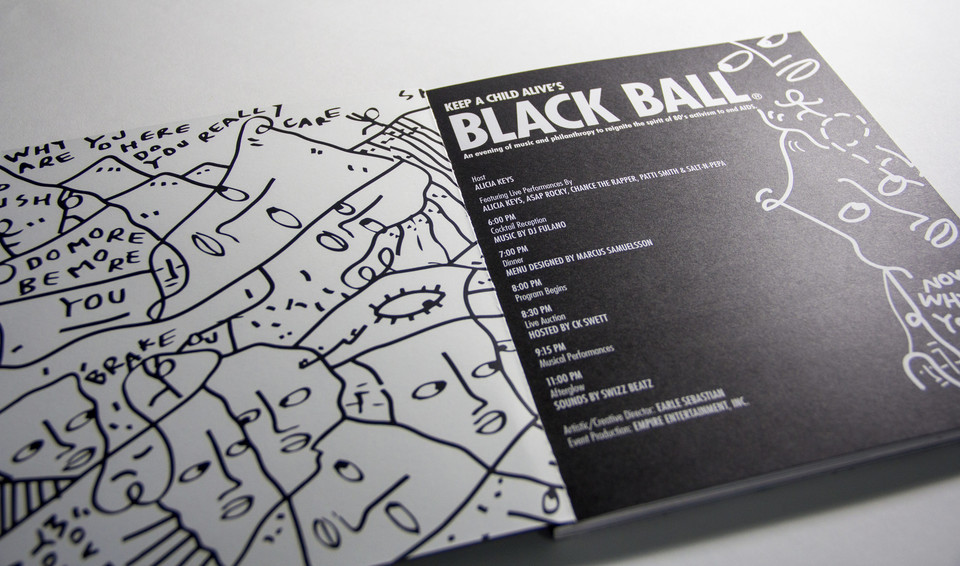 WHY YOU HERE
ARE
DO
YOU REALLY
CARE
DO MORE
BE MORE
YOU
BRAKE
KEEP A CHILD ALIVE'S
BLACK BALL®
An evening of music and philanthropy to reignite the spirit of 80's activism to end AIDS.
Host
ALICIA KEYS
Featuring Live Performances By
ALICIA KEYS, ASAP ROCKY, CHANCE THE RAPPER, PATTI SMITH & SALT-N-PEPA
6:00 PM
Cocktail Reception
MUSIC BY DJ FULANO
7:00 PM
Dinner
MENU DESIGNED BY MARCUS SAMUELSSON
8:00 PM
Program Begins
8:30 PM
Live Auction
HOSTED BY CK SWETT
9:15 PM
Musical Performances
11:00 PM
Afterglow
SOUNDS BY SWIZZ BEATZ
Artistic/Creative Director: EARLE SEBASTIAN
Event Production: EMPIRE ENTERTAINMENT, INC.
NOW